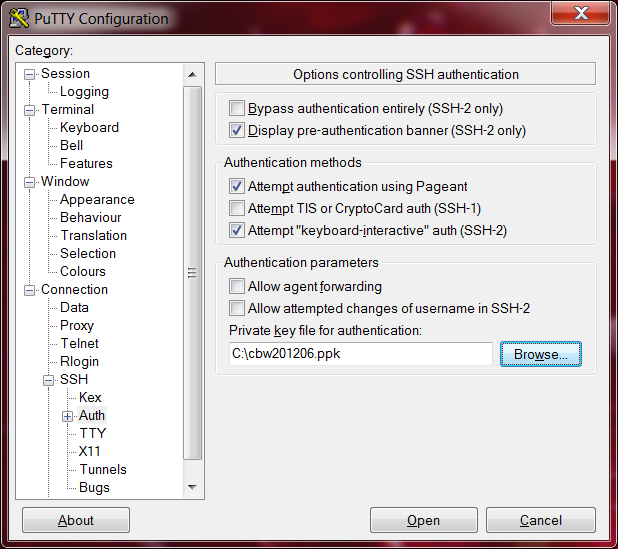 PuTTY Configuration
Category:
Session
Logging
Terminal
Keyboard
Bell
Features
Window
Appearance
Behaviour
Translation
Selection
Colours
Connection
Data
Proxy
Telnet
Rlogin
SSH
Kex
Auth
TTY
X11
Tunnels
Bugs
Options controlling SSH authentication
Bypass authentication entirely (SSH-2 only)
Display pre-authentication banner (SSH-2 only)
Authentication methods
Attempt authentication using Pageant
Attempt TIS or CryptoCard auth (SSH-1)
Attempt "keyboard-interactive" auth (SSH-2)
Authentication parameters
Allow agent forwarding
Allow attempted changes of username in SSH-2
Private key file for authentication:
C:\cbw201206.ppk
Browse...
About
Open
Cancel